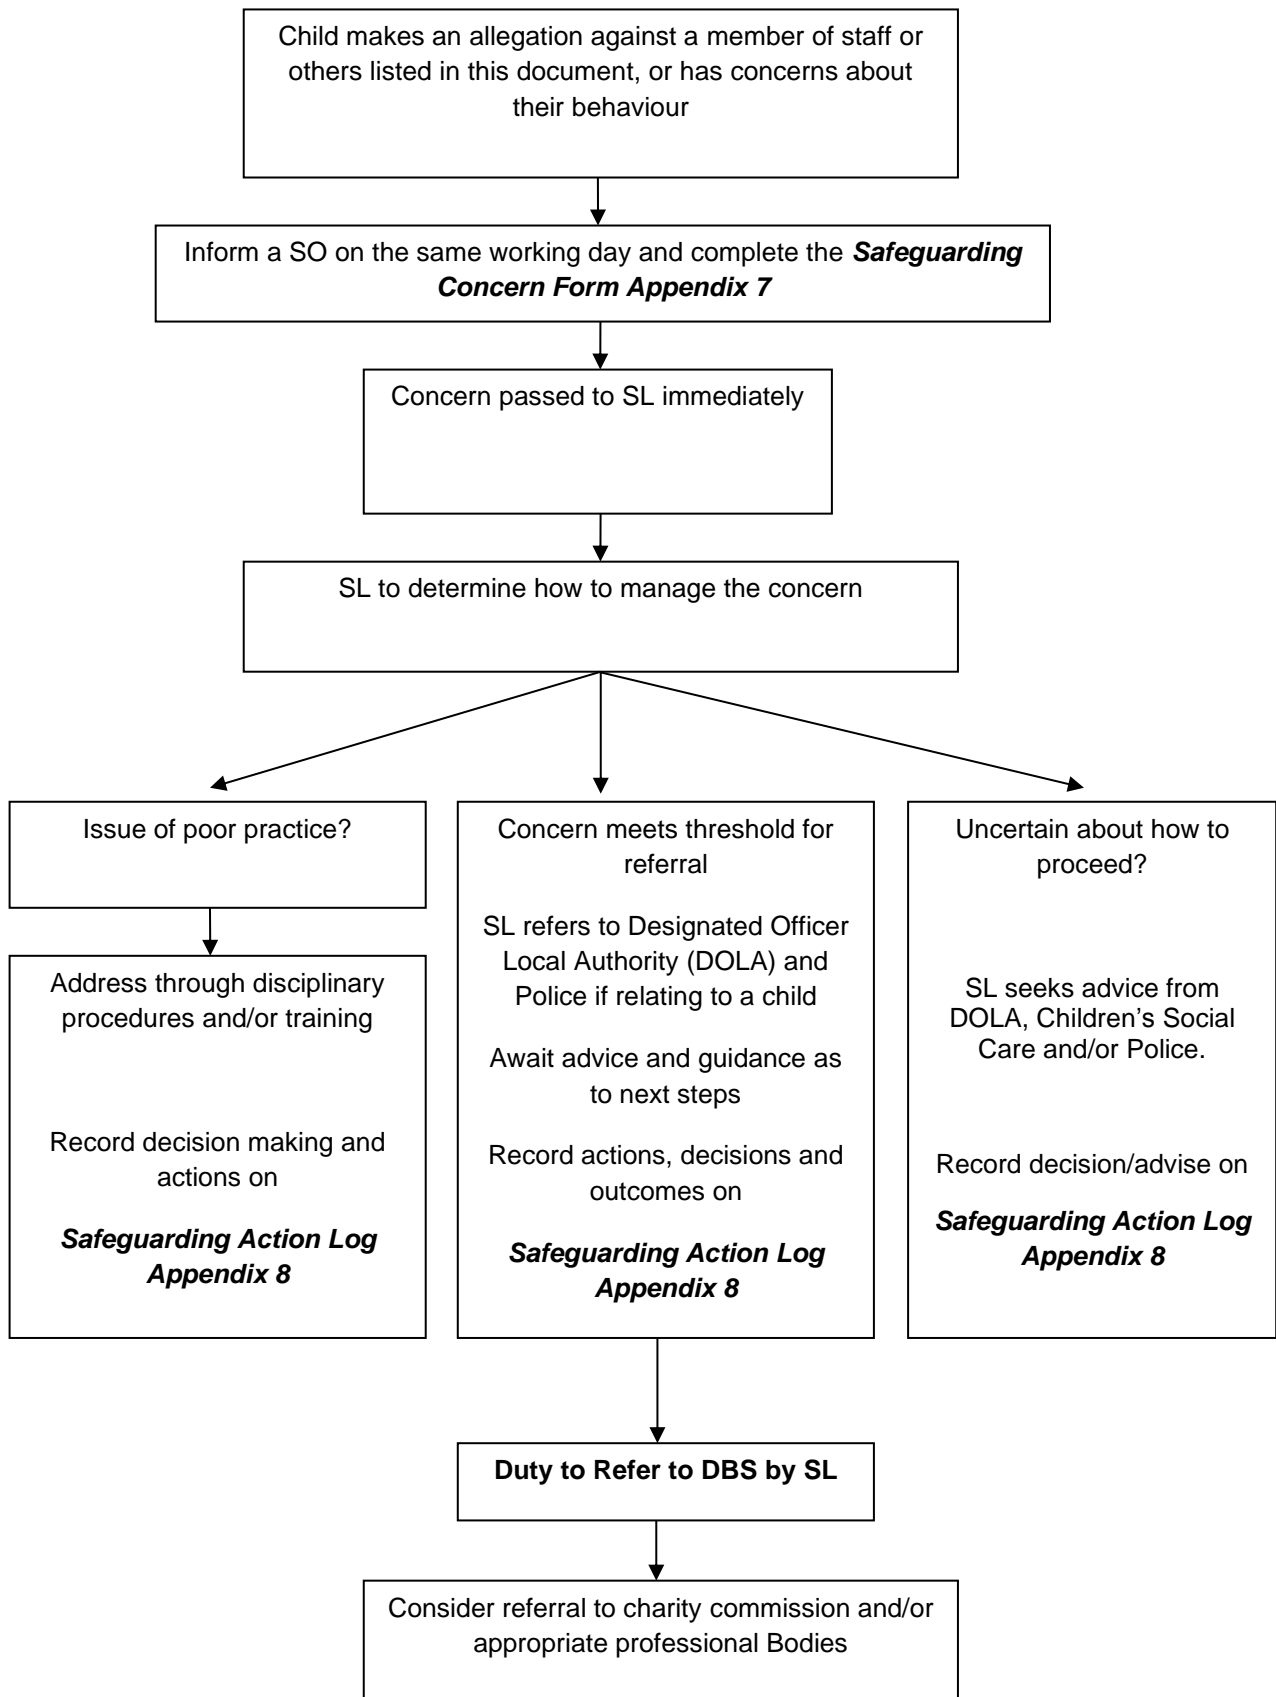 Child makes an allegation against a member of staff or
others listed in this document, or has concerns about
their behaviour
Inform a SO on the same working day and complete the Safeguarding
Concern Form Appendix 7
Concern passed to SL immediately
SL to determine how to manage the concern
Issue of poor practice?
Address through disciplinary
procedures and/or training
Record decision making and
actions on
Safeguarding Action Log
Appendix 8
Concern meets threshold for
referral
SL refers to Designated Officer
Local Authority (DOLA) and
Police if relating to a child
Await advice and guidance as
to next steps
Record actions, decisions and
outcomes on
Safeguarding Action Log
Appendix 8
Uncertain about how to
proceed?
SL seeks advice from
DOLA, Children’s Social
Care and/or Police.
Record decision/advise on
Safeguarding Action Log
Appendix 8
Duty to Refer to DBS by SL
Consider referral to charity commission and/or
appropriate professional Bodies